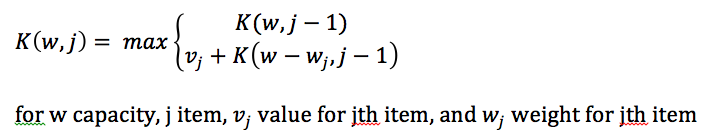 K(w,j) = max { K(w,j − 1)
v_j + K(w − w_j, j − 1)
for w capacity, j item, v_j value for jth item, and w_j weight for jth item